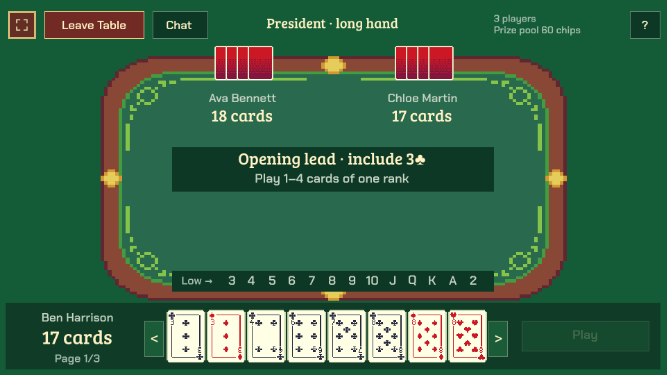 Leave Table
Chat
President · long hand
3 players
Prize pool 60 chips
?
Ava Bennett
18 cards
Chloe Martin
17 cards
Opening lead · include 3♣
Play 1–4 cards of one rank
Low → 3 4 5 6 7 8 9 10 J Q K A 2
Ben Harrison
17 cards
Page 1/3
<
>
Play